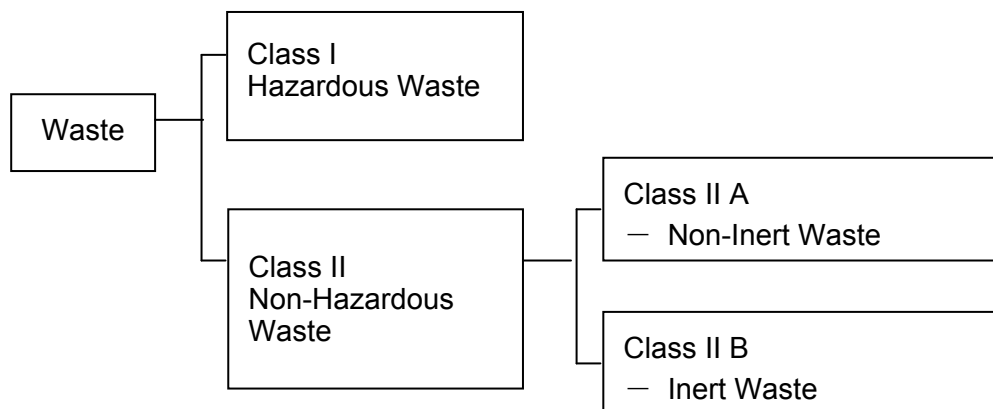 Waste
Class I
Hazardous Waste
Class II
Non-Hazardous
Waste
Class II A
— Non-Inert Waste
Class II B
— Inert Waste